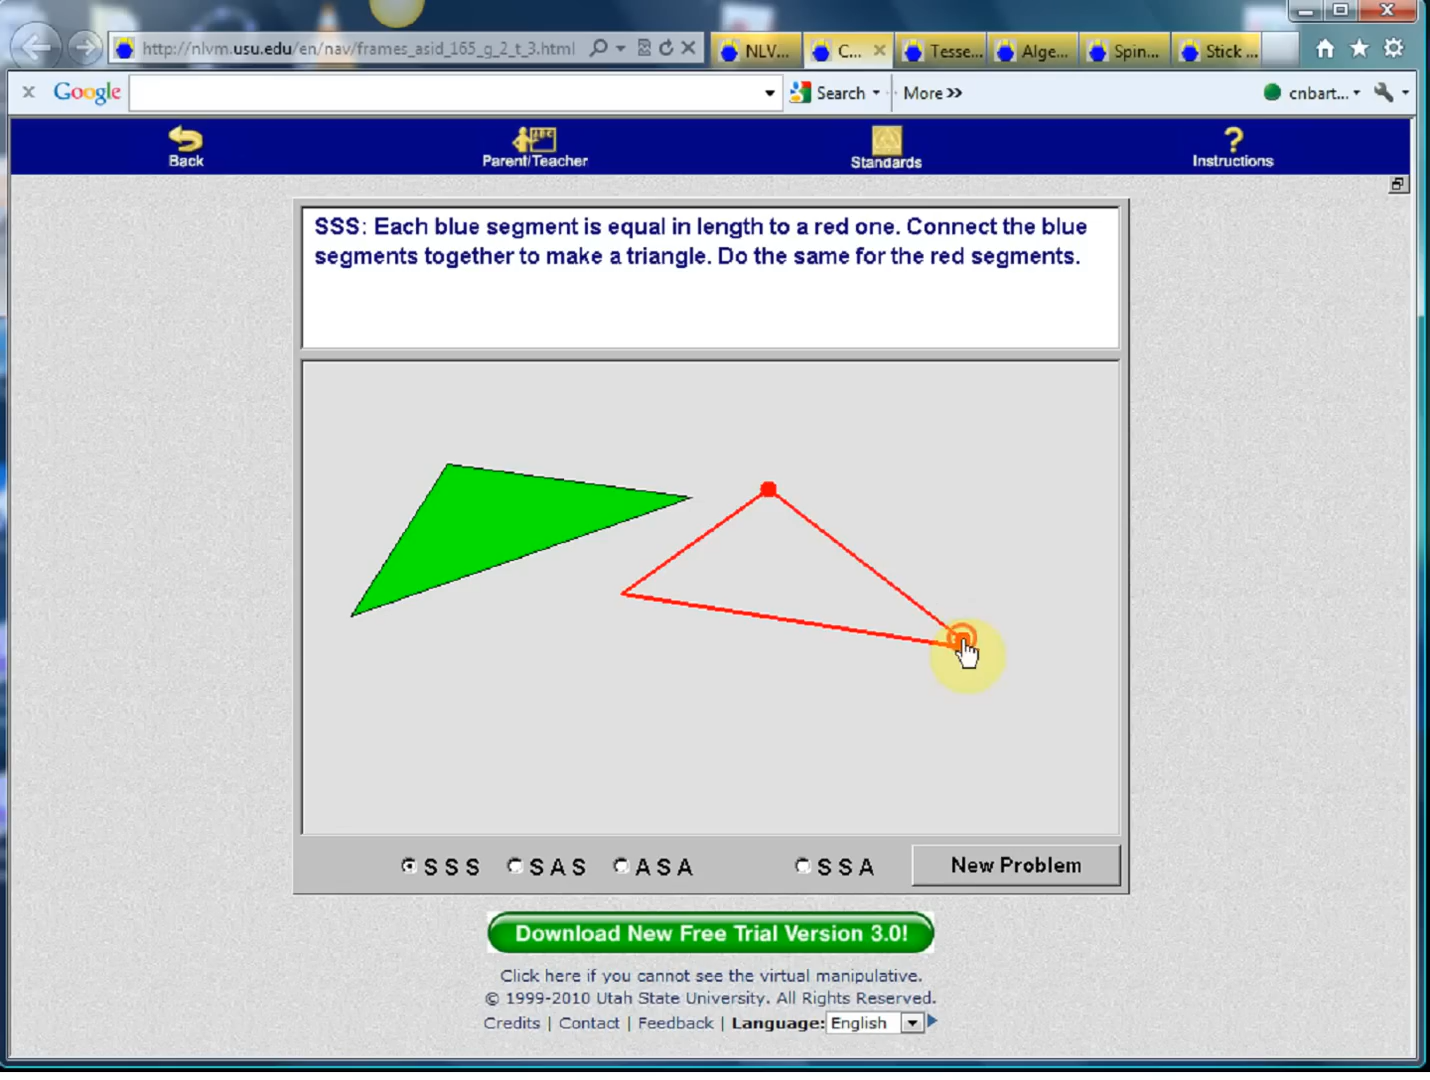 http://nlvm.usu.edu/en/nav/frames_asid_165_g_2_t_3.html
NLV...
C...
Tesse...
Alge...
Spin...
Stick ...
Google
Search
More >>
cnbart...
Back
Parent/Teacher
Standards
Instructions
SSS: Each blue segment is equal in length to a red one. Connect the blue
segments together to make a triangle. Do the same for the red segments.
S S S
S A S
A S A
S S A
New Problem
Download New Free Trial Version 3.0!
Click here if you cannot see the virtual manipulative.
© 1999-2010 Utah State University. All Rights Reserved.
Credits | Contact | Feedback | Language: English